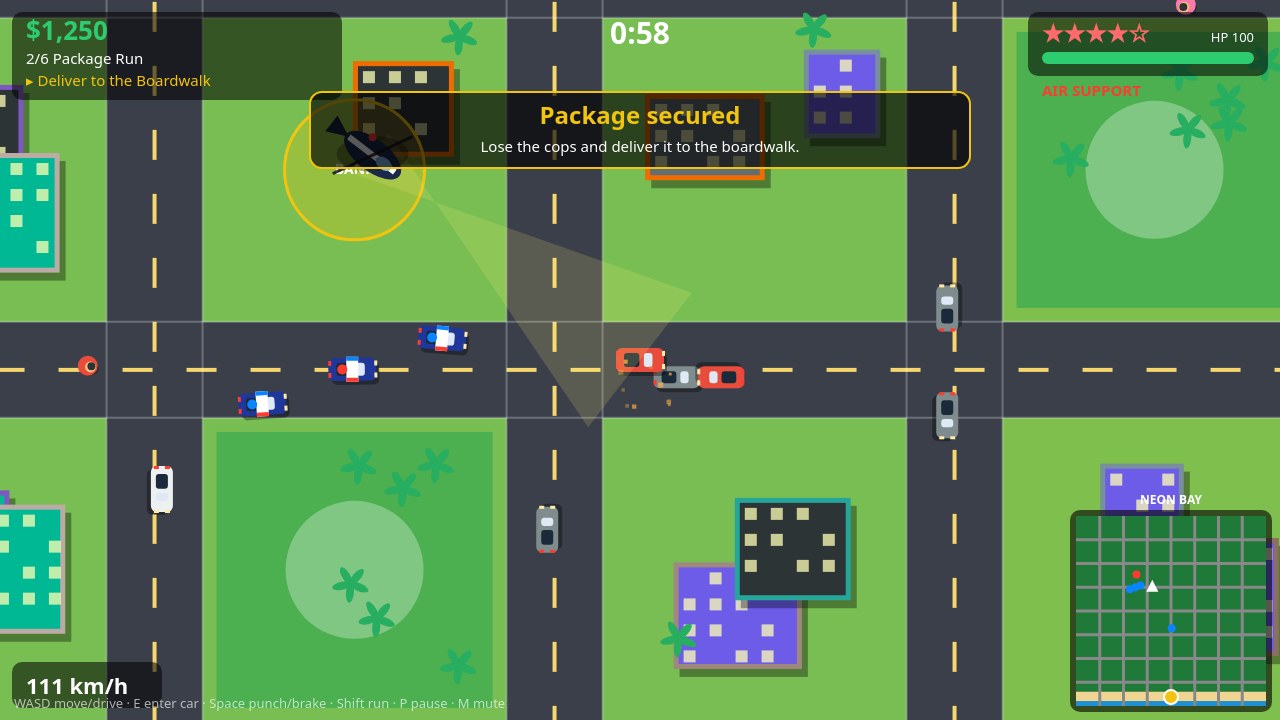 $1,250
2/6 Package Run
▸ Deliver to the Boardwalk
0:58
★★★★☆
HP 100
AIR SUPPORT
Package secured
Lose the cops and deliver it to the boardwalk.
NEON BAY
111 km/h
WASD move/drive · E enter car · Space punch/brake · Shift run · P pause · M mute